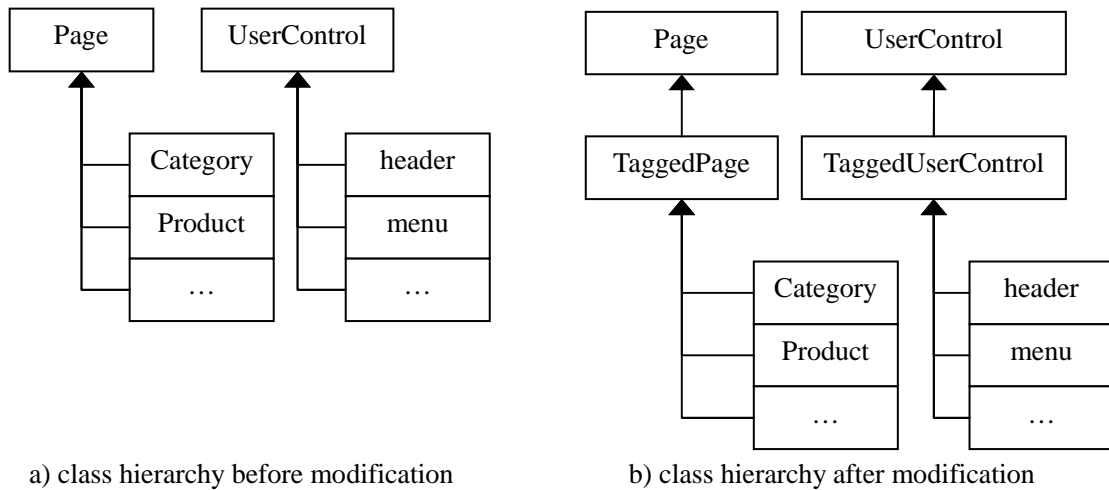 Page
UserControl
Category
Product
…
header
menu
…
a) class hierarchy before modification
Page
UserControl
TaggedPage
TaggedUserControl
Category
Product
…
header
menu
…
b) class hierarchy after modification